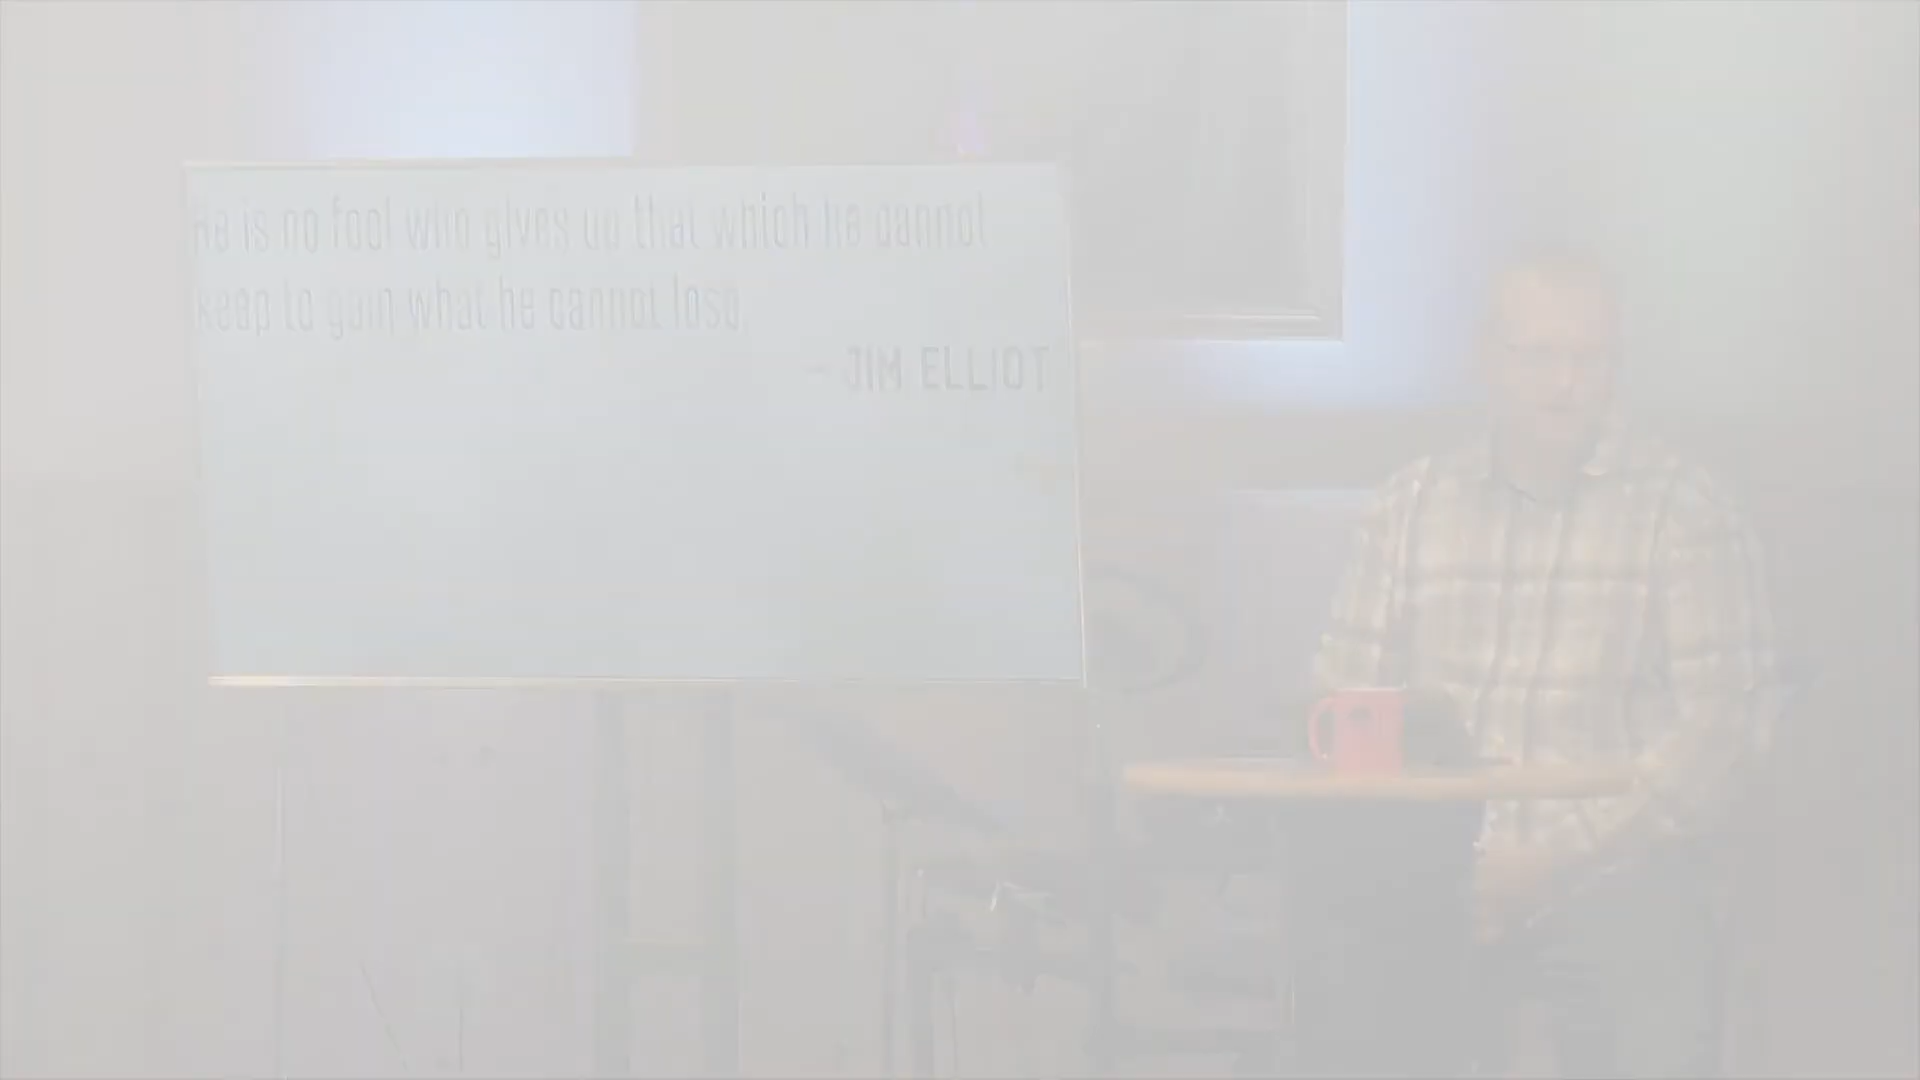 He is no fool who gives up that which he cannot
keep to gain what he cannot lose.
- JIM ELLIOT